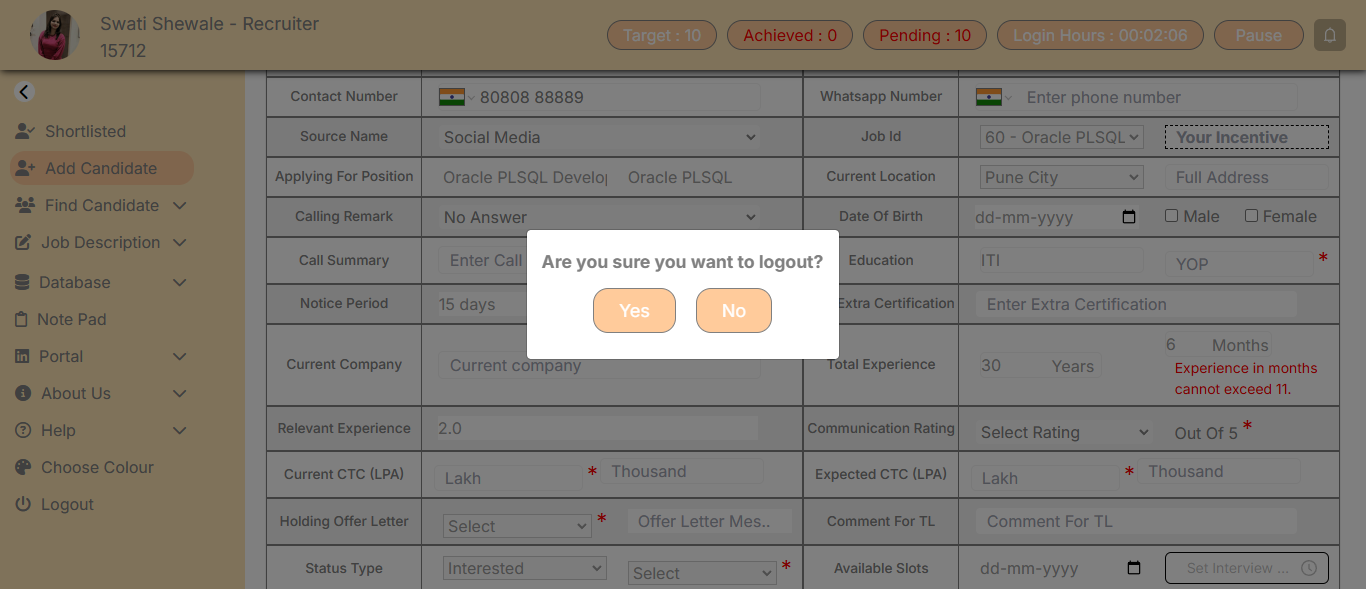 Swati Shewale - Recruiter
15712
Target : 10
Achieved : 0
Pending : 10
Login Hours : 00:02:06
Pause
Shortlisted
Add Candidate
Find Candidate
Job Description
Database
Note Pad
Portal
About Us
Help
Choose Colour
Logout
Contact Number 80808 88889 Whatsapp Number Enter phone number
Source Name Social Media Job Id 60 - Oracle PLSQL Your Incentive
Applying For Position Oracle PLSQL Develop Oracle PLSQL Current Location Pune City Full Address
Calling Remark No Answer Date Of Birth dd-mm-yyyy Male Female
Call Summary Enter Call Education ITI YOP *
Notice Period 15 days Extra Certification Enter Extra Certification
Current Company Current company Total Experience 30 Years 6 Months
Experience in months
cannot exceed 11.
Relevant Experience 2.0 Communication Rating Select Rating Out Of 5 *
Current CTC (LPA) Lakh * Thousand Expected CTC (LPA) Lakh * Thousand
Holding Offer Letter Select * Offer Letter Mes.. Comment For TL Comment For TL
Status Type Interested Select * Available Slots dd-mm-yyyy Set Interview ...
Are you sure you want to logout?
Yes
No